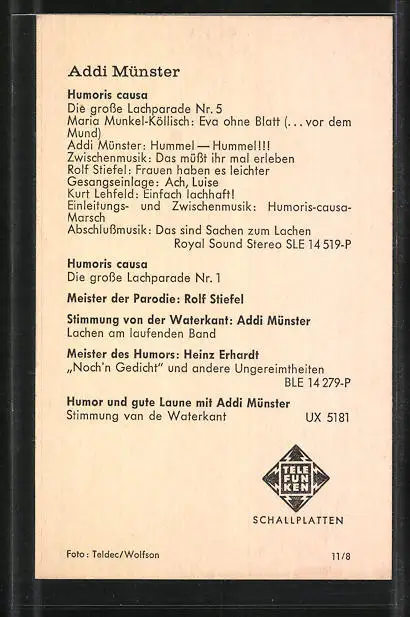 Addi Münster
Humoris causa
Die große Lachparade Nr. 5
Maria Munkel-Köllisch: Eva ohne Blatt (... vor dem
Mund)
Addi Münster: Hummel — Hummel!!!
Zwischenmusik: Das müßt ihr mal erleben
Rolf Stiefel: Frauen haben es leichter
Gesangseinlage: Ach, Luise
Kurt Lehfeld: Einfach lachhaft!
Einleitungs- und Zwischenmusik: Humoris-causa-
Marsch
Abschlußmusik: Das sind Sachen zum Lachen
Royal Sound Stereo SLE 14 519-P
Humoris causa
Die große Lachparade Nr. 1
Meister der Parodie: Rolf Stiefel
Stimmung von der Waterkant: Addi Münster
Lachen am laufenden Band
Meister des Humors: Heinz Erhardt
„Noch'n Gedicht" und andere Ungereimtheiten
BLE 14 279-P
Humor und gute Laune mit Addi Münster
Stimmung van de Waterkant UX 5181
TELE
FUN
KEN
SCHALLPLATTEN
Foto: Teldec/Wolfson 11/8